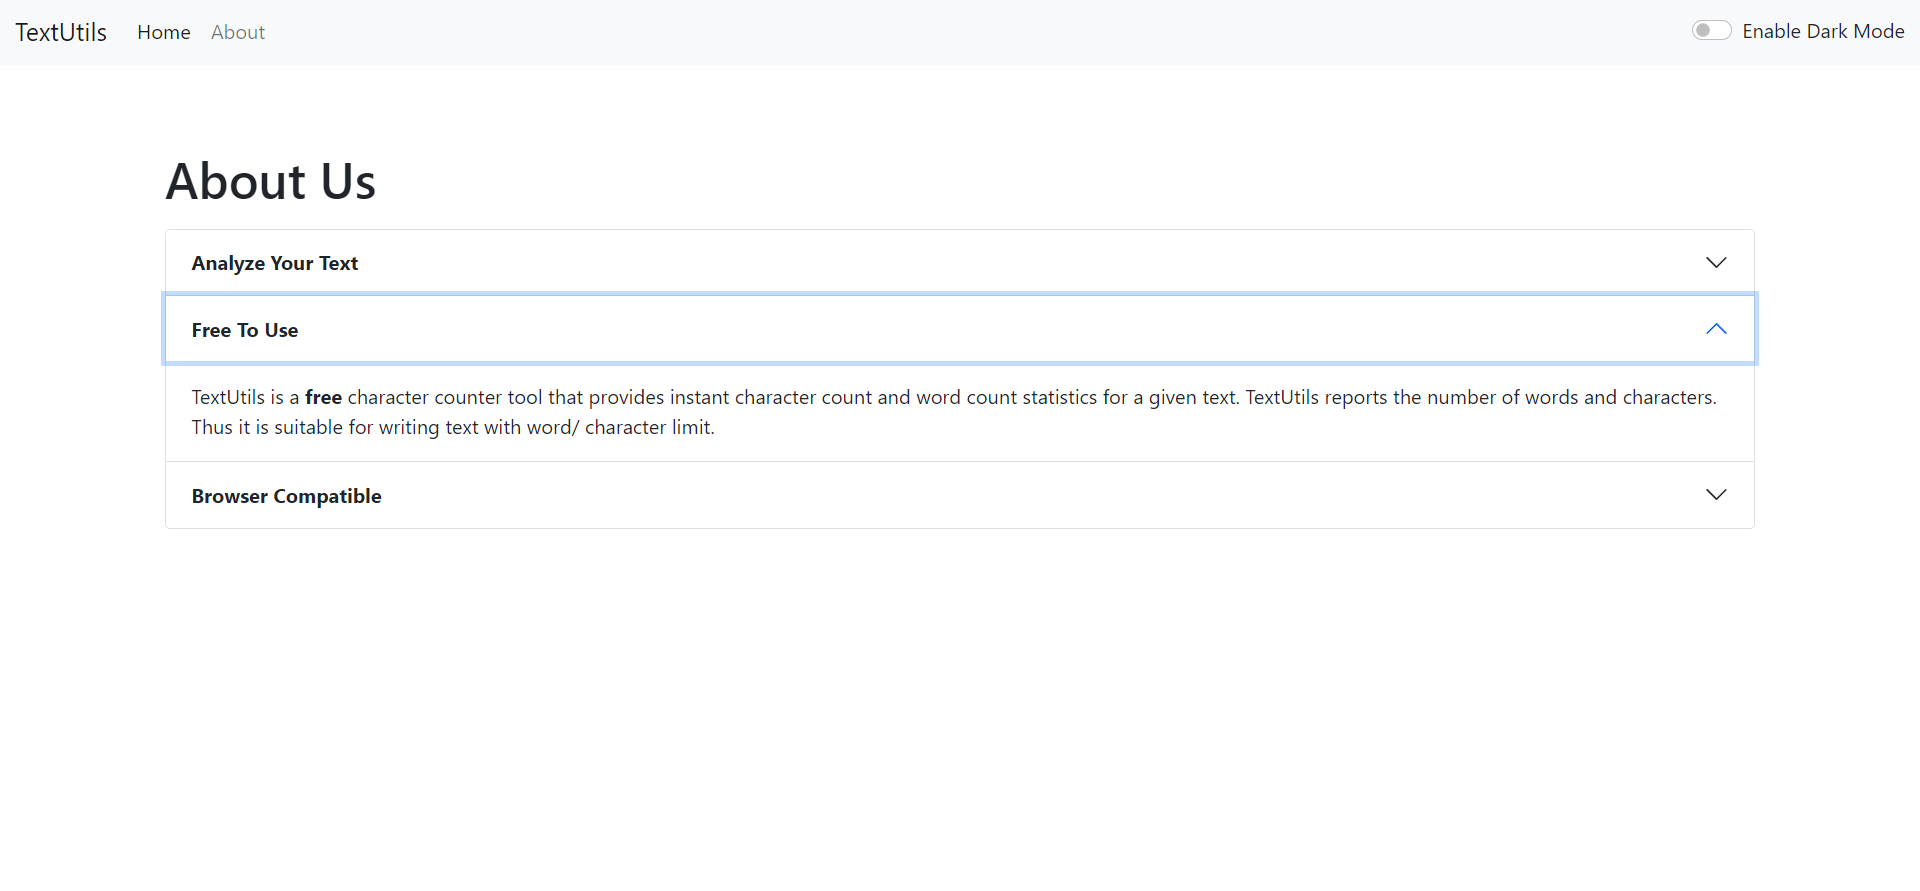 TextUtils Home About Enable Dark Mode
About Us
Analyze Your Text
Free To Use
TextUtils is a free character counter tool that provides instant character count and word count statistics for a given text. TextUtils reports the number of words and characters.
Thus it is suitable for writing text with word/ character limit.
Browser Compatible